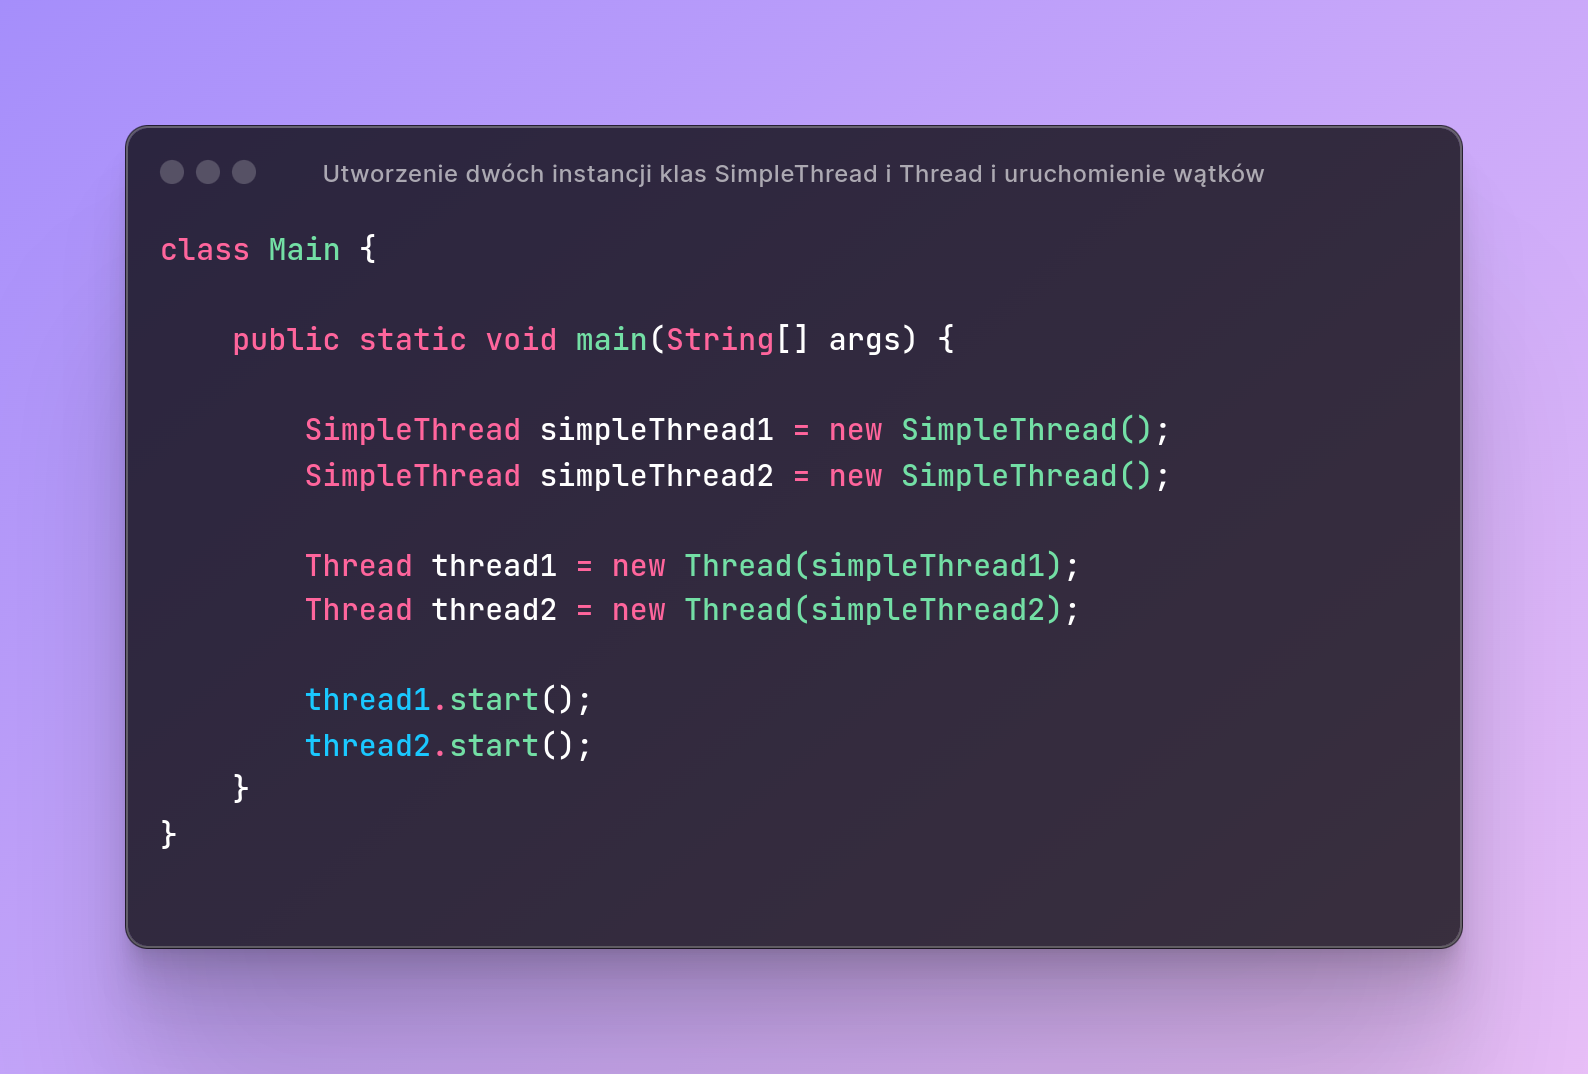 Utworzenie dwóch instancji klas SimpleThread i Thread i uruchomienie wątków
class Main {
public static void main(String[] args) {
SimpleThread simpleThread1 = new SimpleThread();
SimpleThread simpleThread2 = new SimpleThread();
Thread thread1 = new Thread(simpleThread1);
Thread thread2 = new Thread(simpleThread2);
thread1.start();
thread2.start();
}
}